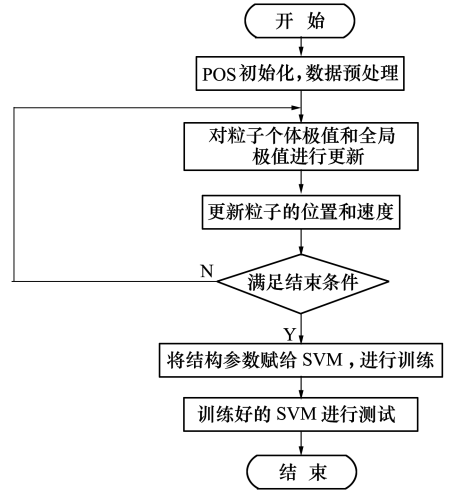 开 始
POS初始化，数据预处理
对粒子个体极值和全局
极值进行更新
更新粒子的位置和速度
N
满足结束条件
Y
将结构参数赋给 SVM，进行训练
训练好的 SVM 进行测试
结 束